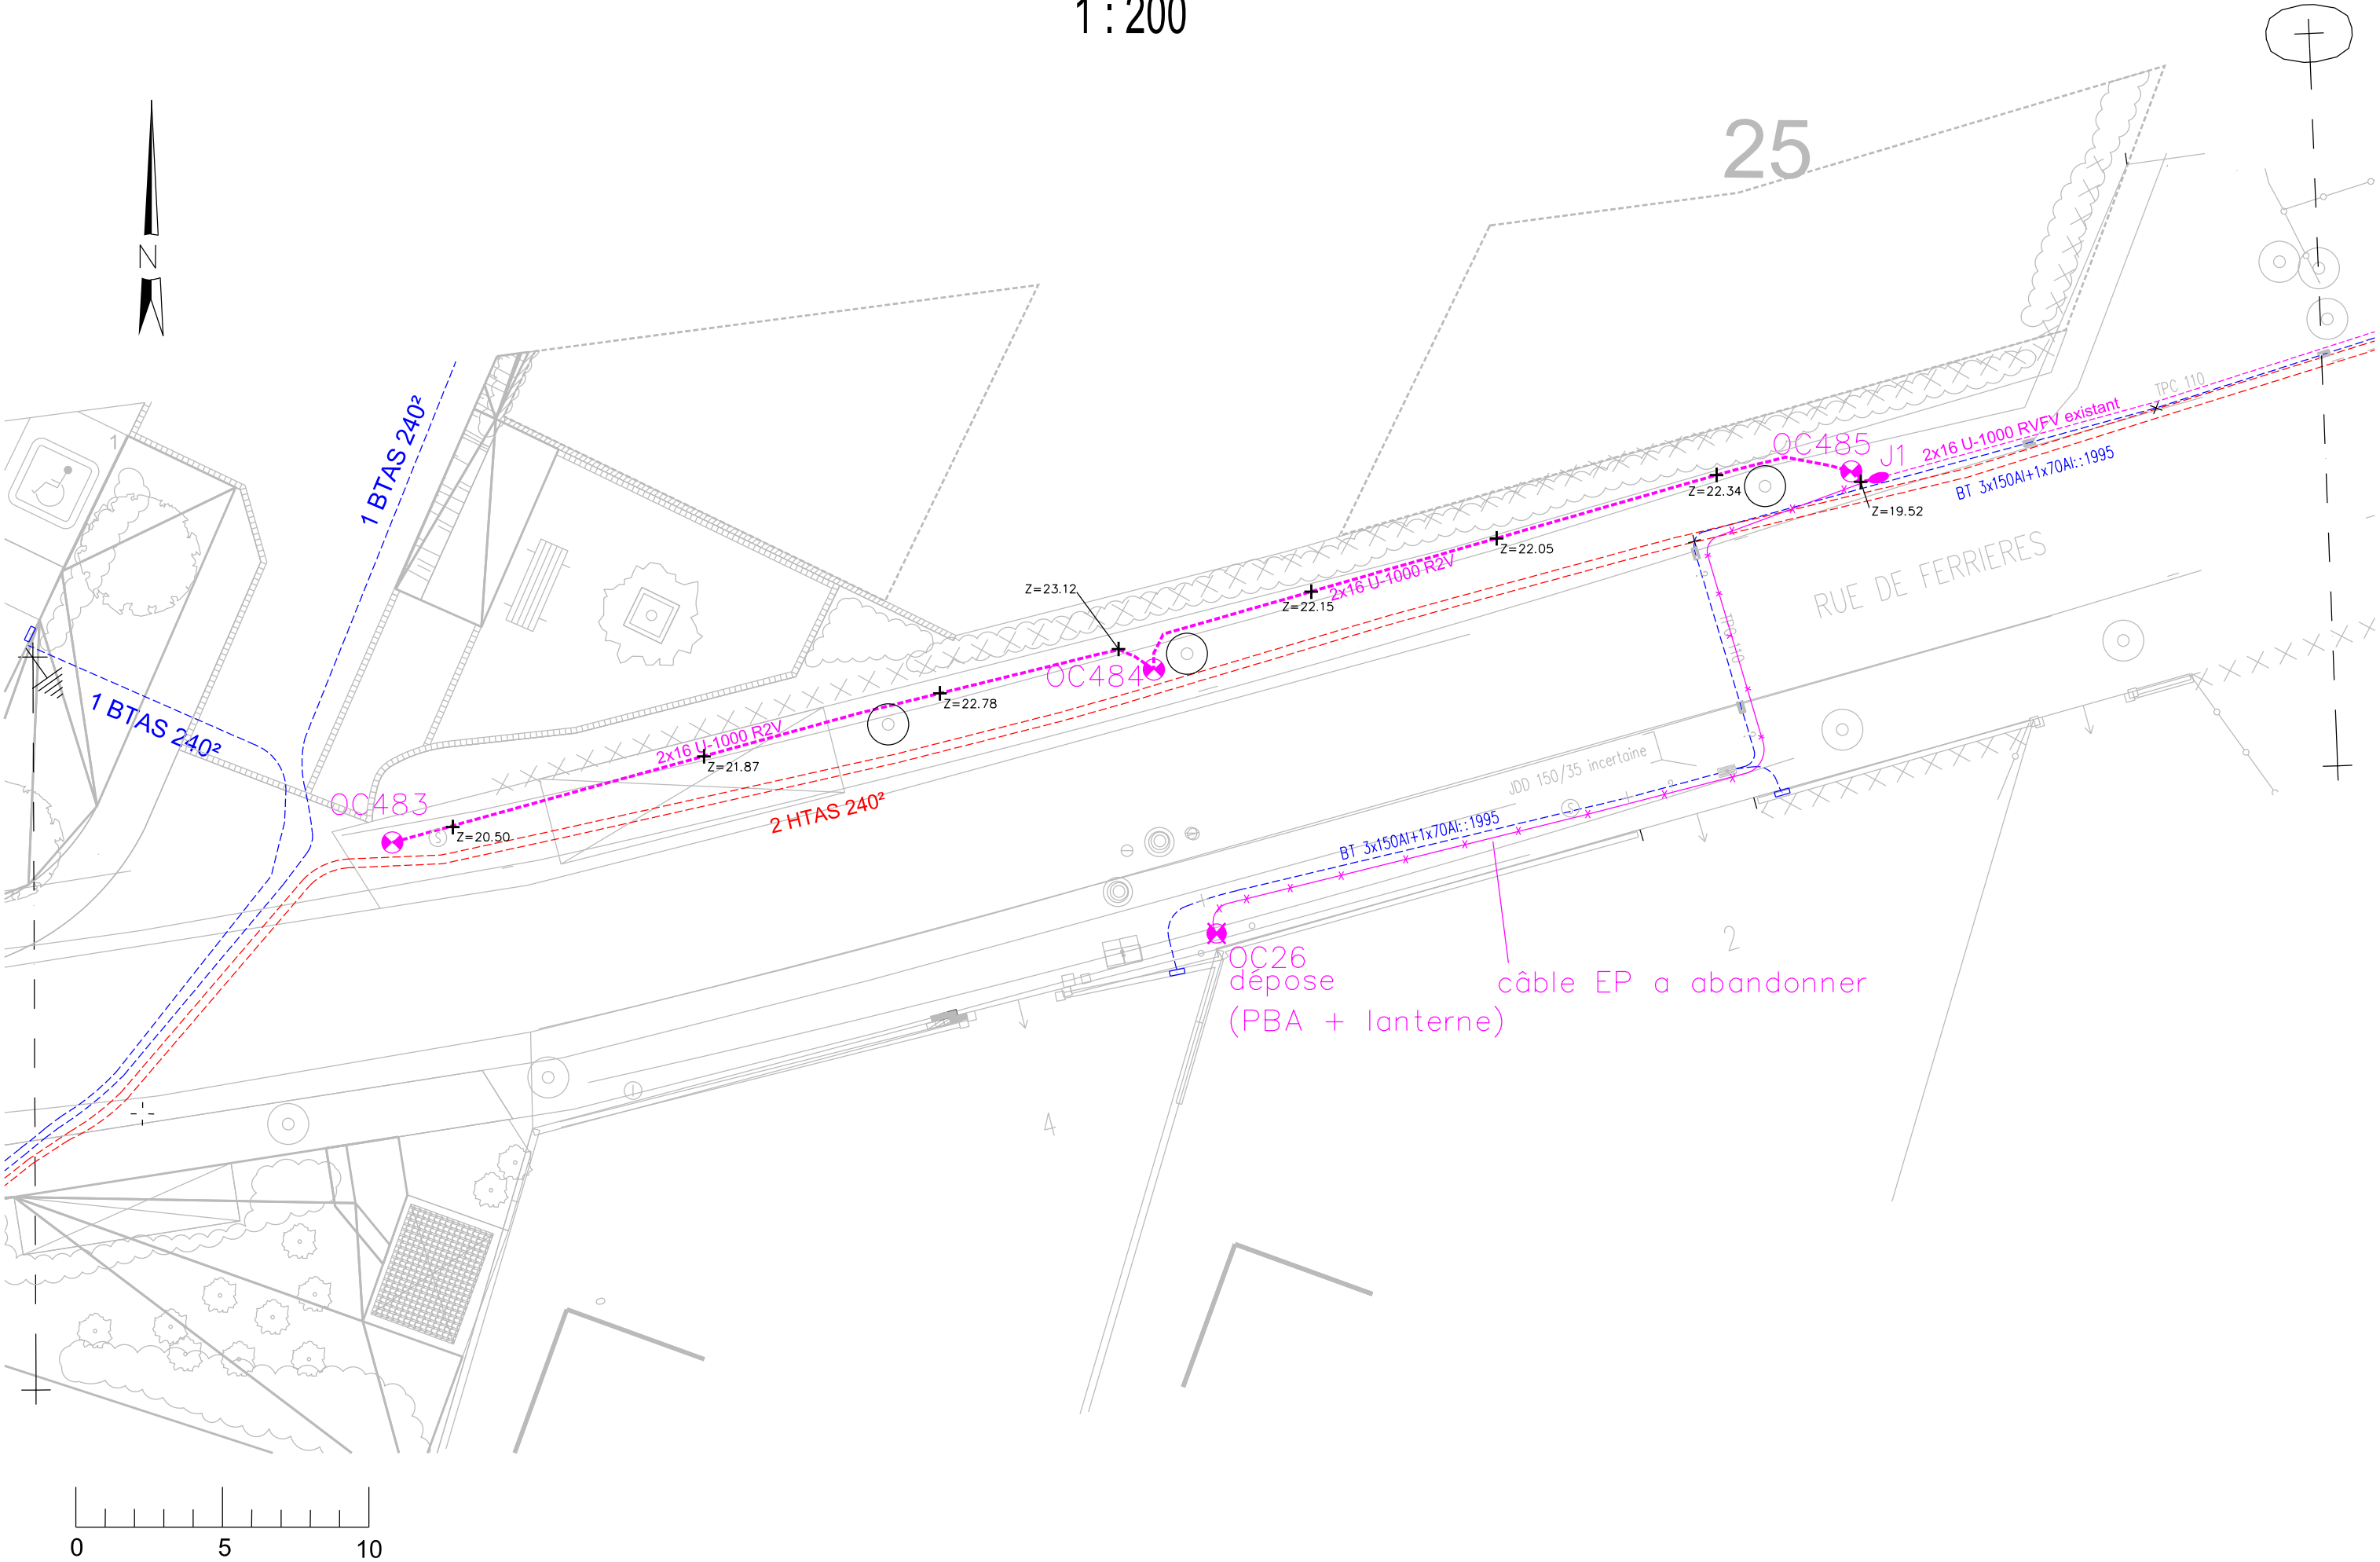 1 : 200
25
N
1 BTAS 240²
TPC 110
OC485
J1
2x16 U-1000 RVFV existant
BT 3x150Al+1x70Al::1995
1
Z=22.34
Z=19.52
Z=22.05
RUE DE FERRIERES
Z=23.12
2x16 U-1000 R2V
Z=22.15
TPC 110
OC484
Z=22.78
1 BTAS 240²
2x16 U-1000 R2V
Z=21.87
JDD 150/35 incertaine
OC483
S
Z=20.50
2 HTAS 240²
S
BT 3x150Al+1x70Al::1995
2
OC26
dépose
(PBA + lanterne)
câble EP a abandonner
4
0
5
10